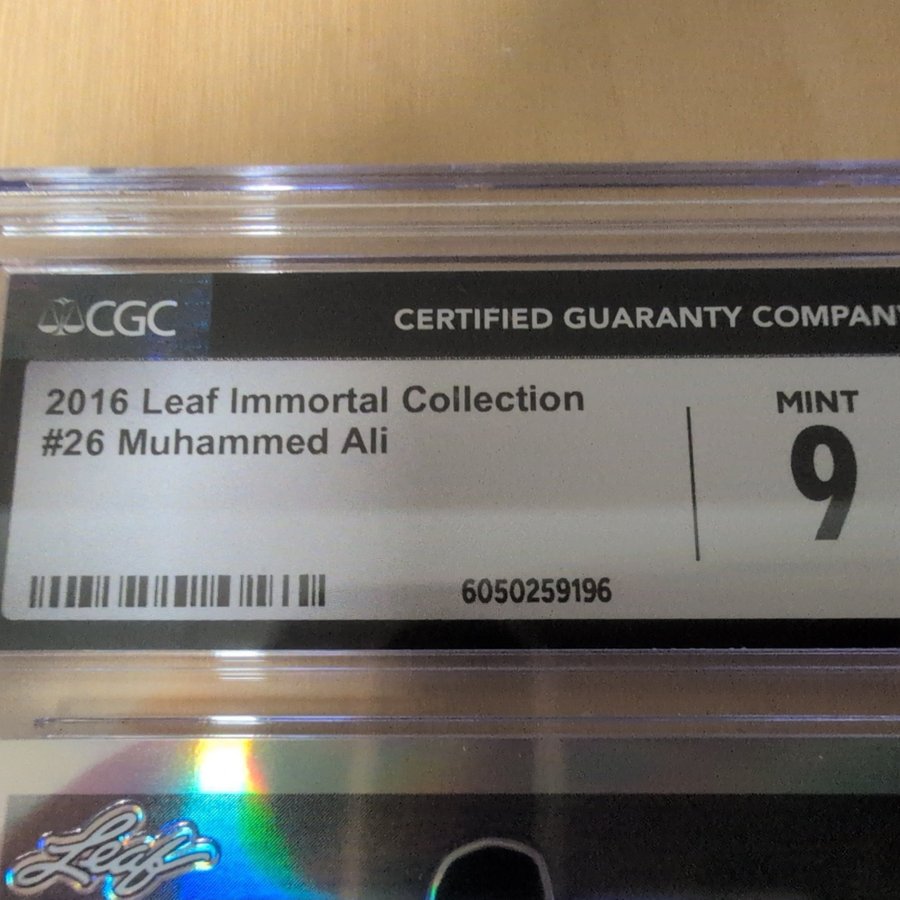 CGC
CERTIFIED GUARANTY COMPANY
2016 Leaf Immortal Collection
#26 Muhammed Ali
MINT
9
6050259196
Leaf